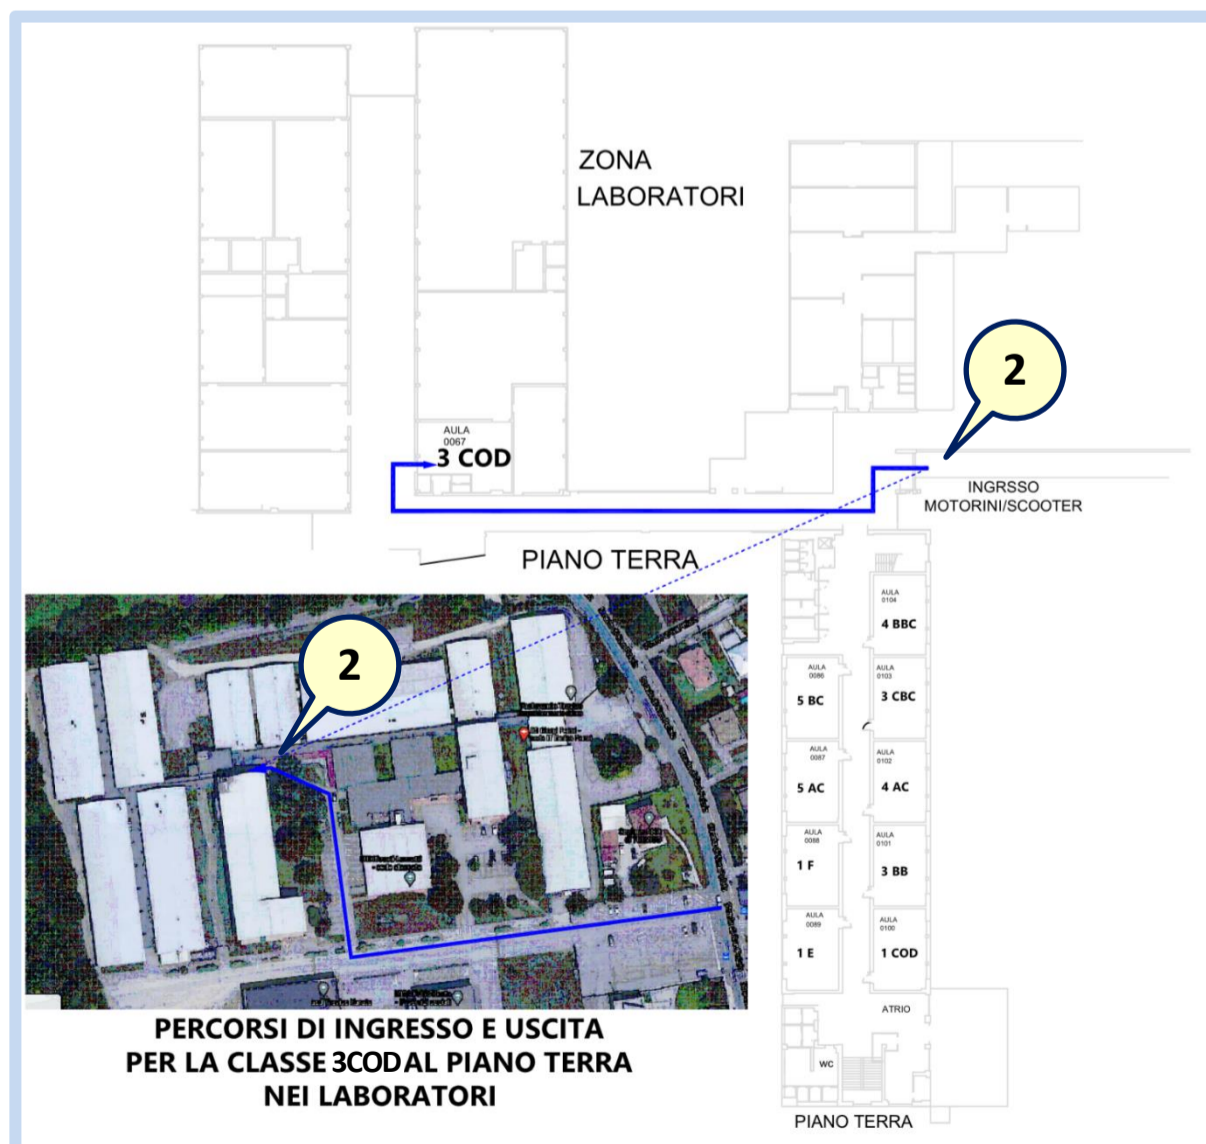 ZONA
LABORATORI
2
AULA
0067
3 COD
INGRSSO
MOTORINI/SCOOTER
PIANO TERRA
AULA
0104
4 BBC
AULA
0086
5 BC
AULA
0103
3 CBC
AULA
0087
5 AC
AULA
0102
4 AC
AULA
0088
1 F
AULA
0101
3 BB
AULA
0089
1 E
AULA
0100
1 COD
ATRIO
WC
PIANO TERRA
2
PERCORSI DI INGRESSO E USCITA
PER LA CLASSE 3COD AL PIANO TERRA
NEI LABORATORI